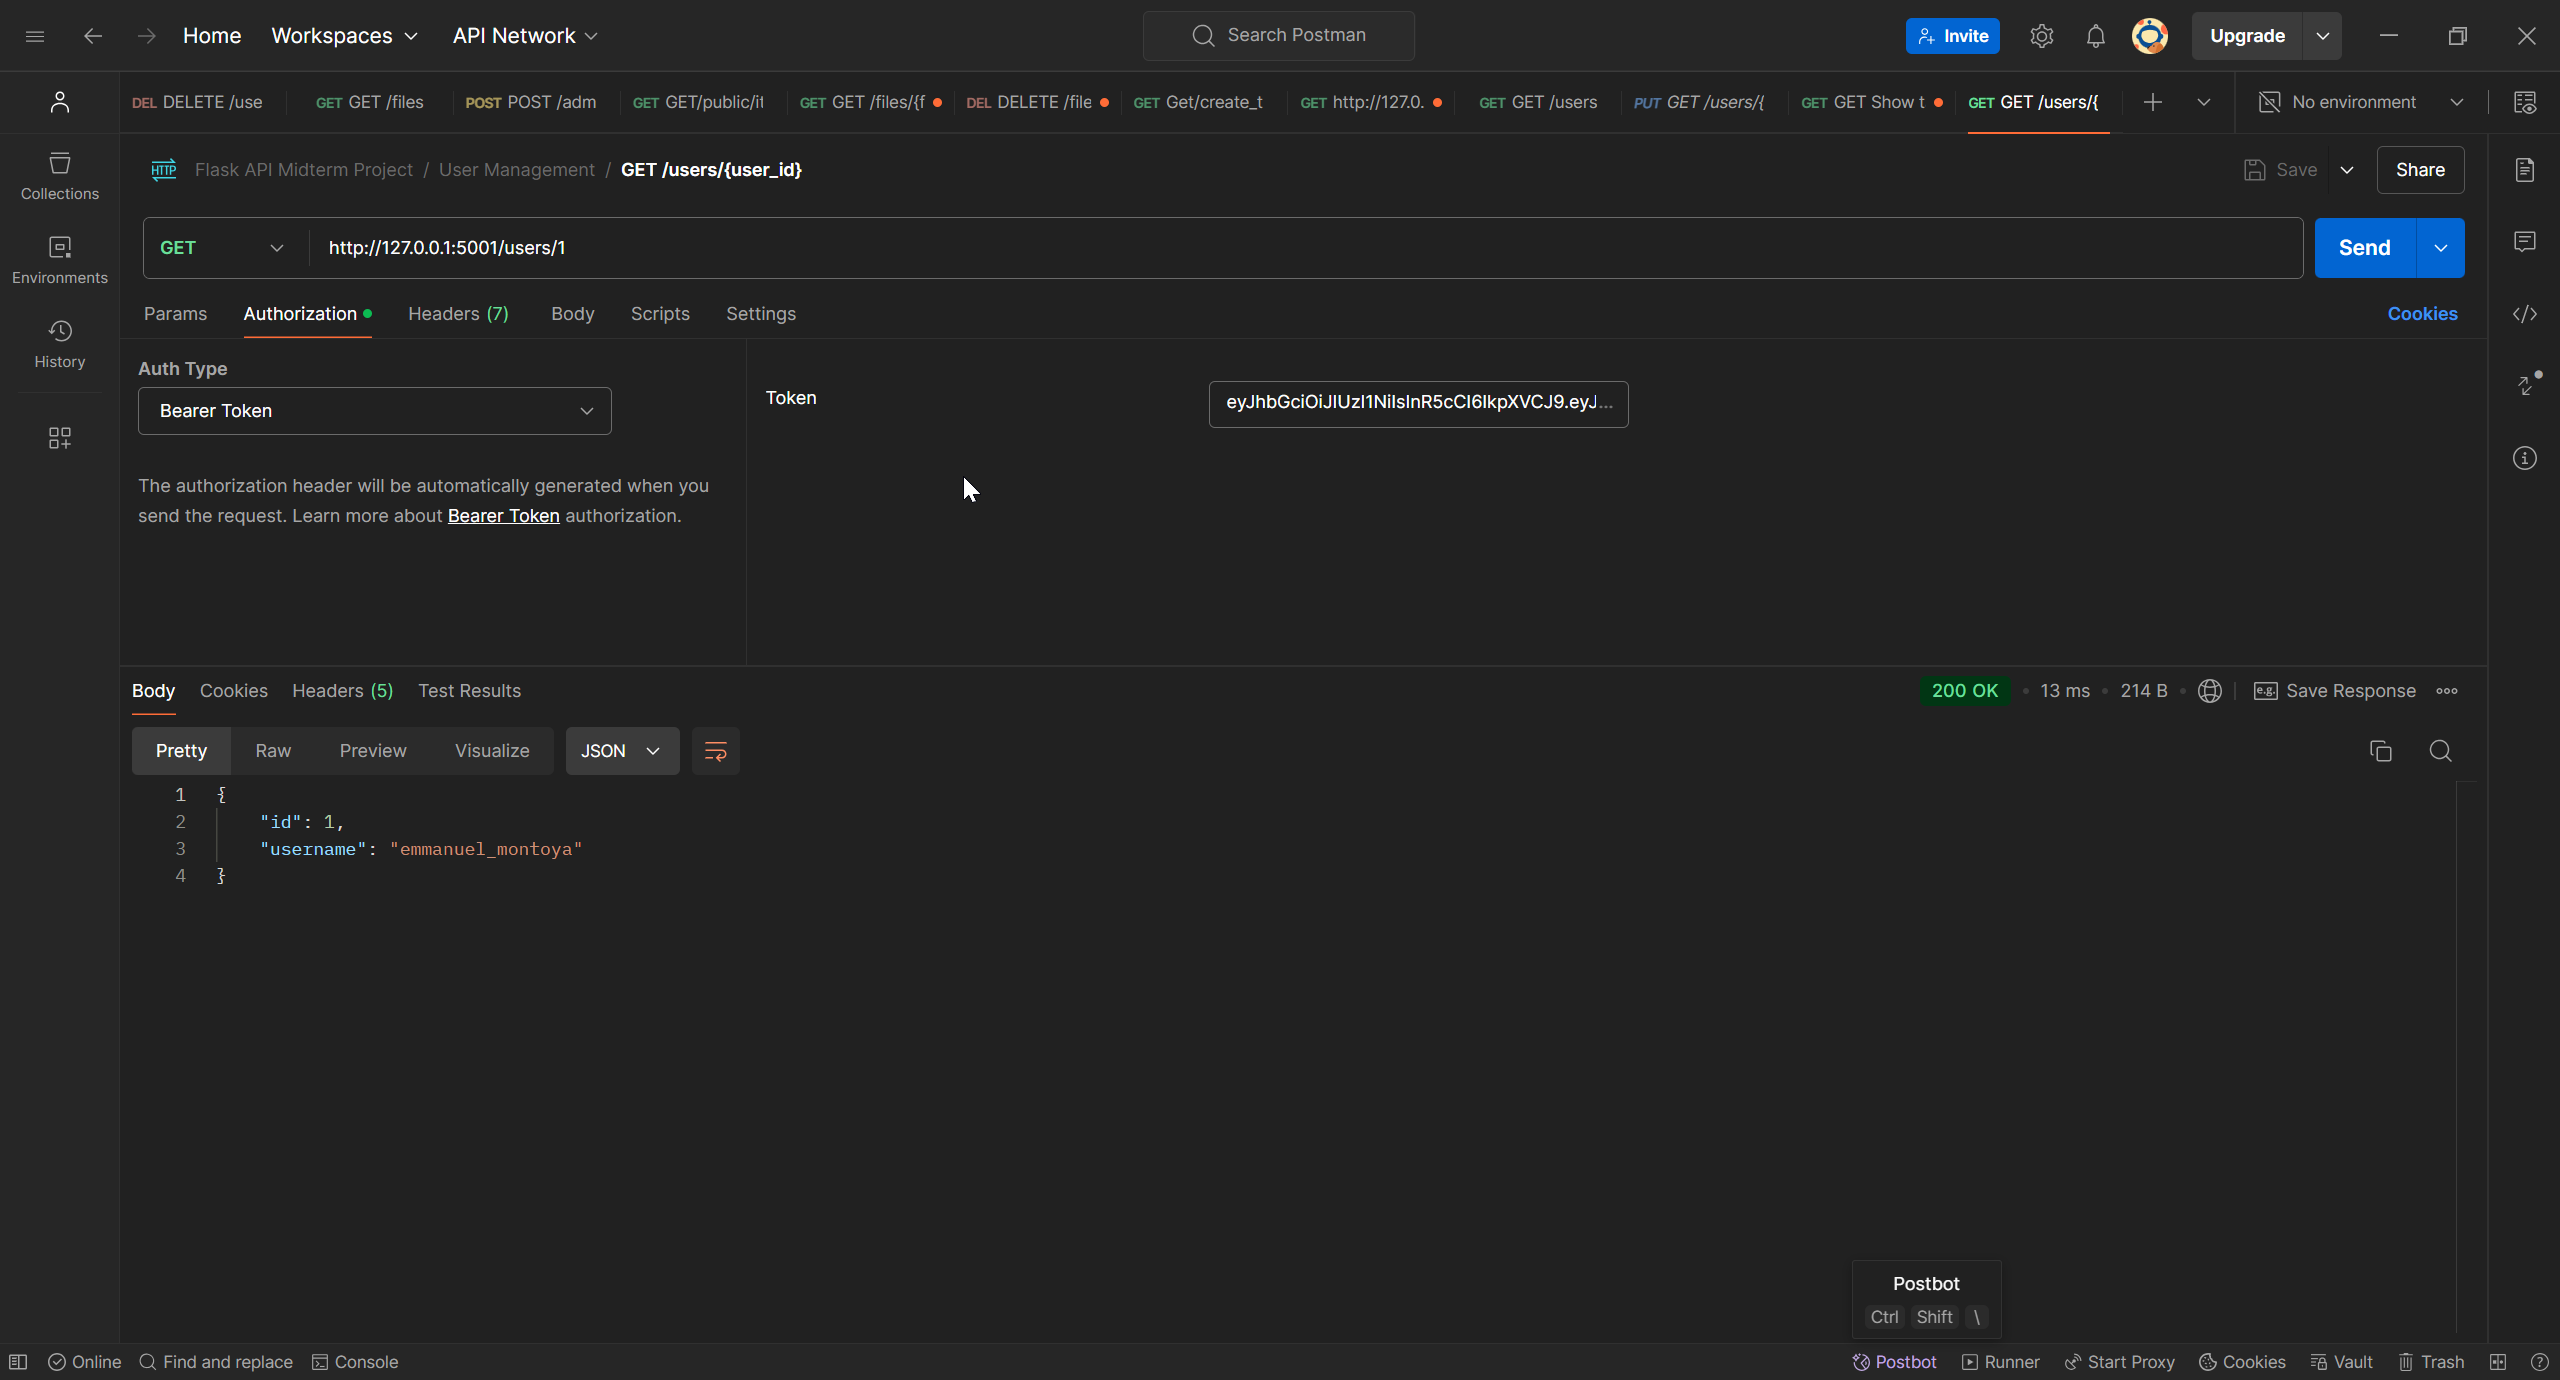 Home Workspaces API Network Search Postman Invite Upgrade
DEL DELETE /use GET GET /files POST POST /adm GET GET/public/it GET GET /files/{f DEL DELETE /file GET Get/create_t GET http://127.0. GET GET /users PUT GET /users/{ GET GET Show t GET GET /users/{ No environment
Collections
Environments
History
HTTP Flask API Midterm Project / User Management / GET /users/{user_id} Save Share
GET http://127.0.0.1:5001/users/1 Send
Params Authorization Headers (7) Body Scripts Settings Cookies
Auth Type
Bearer Token
Token eyJhbGciOiJIUzI1NiIsInR5cCI6IkpXVCJ9.eyJ...
The authorization header will be automatically generated when you
send the request. Learn more about Bearer Token authorization.
Body Cookies Headers (5) Test Results 200 OK • 13 ms • 214 B • e.g. Save Response
Pretty Raw Preview Visualize JSON
1 {
2 "id": 1,
3 "username": "emmanuel_montoya"
4 }
Postbot
Ctrl Shift \
Online Find and replace Console Postbot Runner Start Proxy Cookies Vault Trash